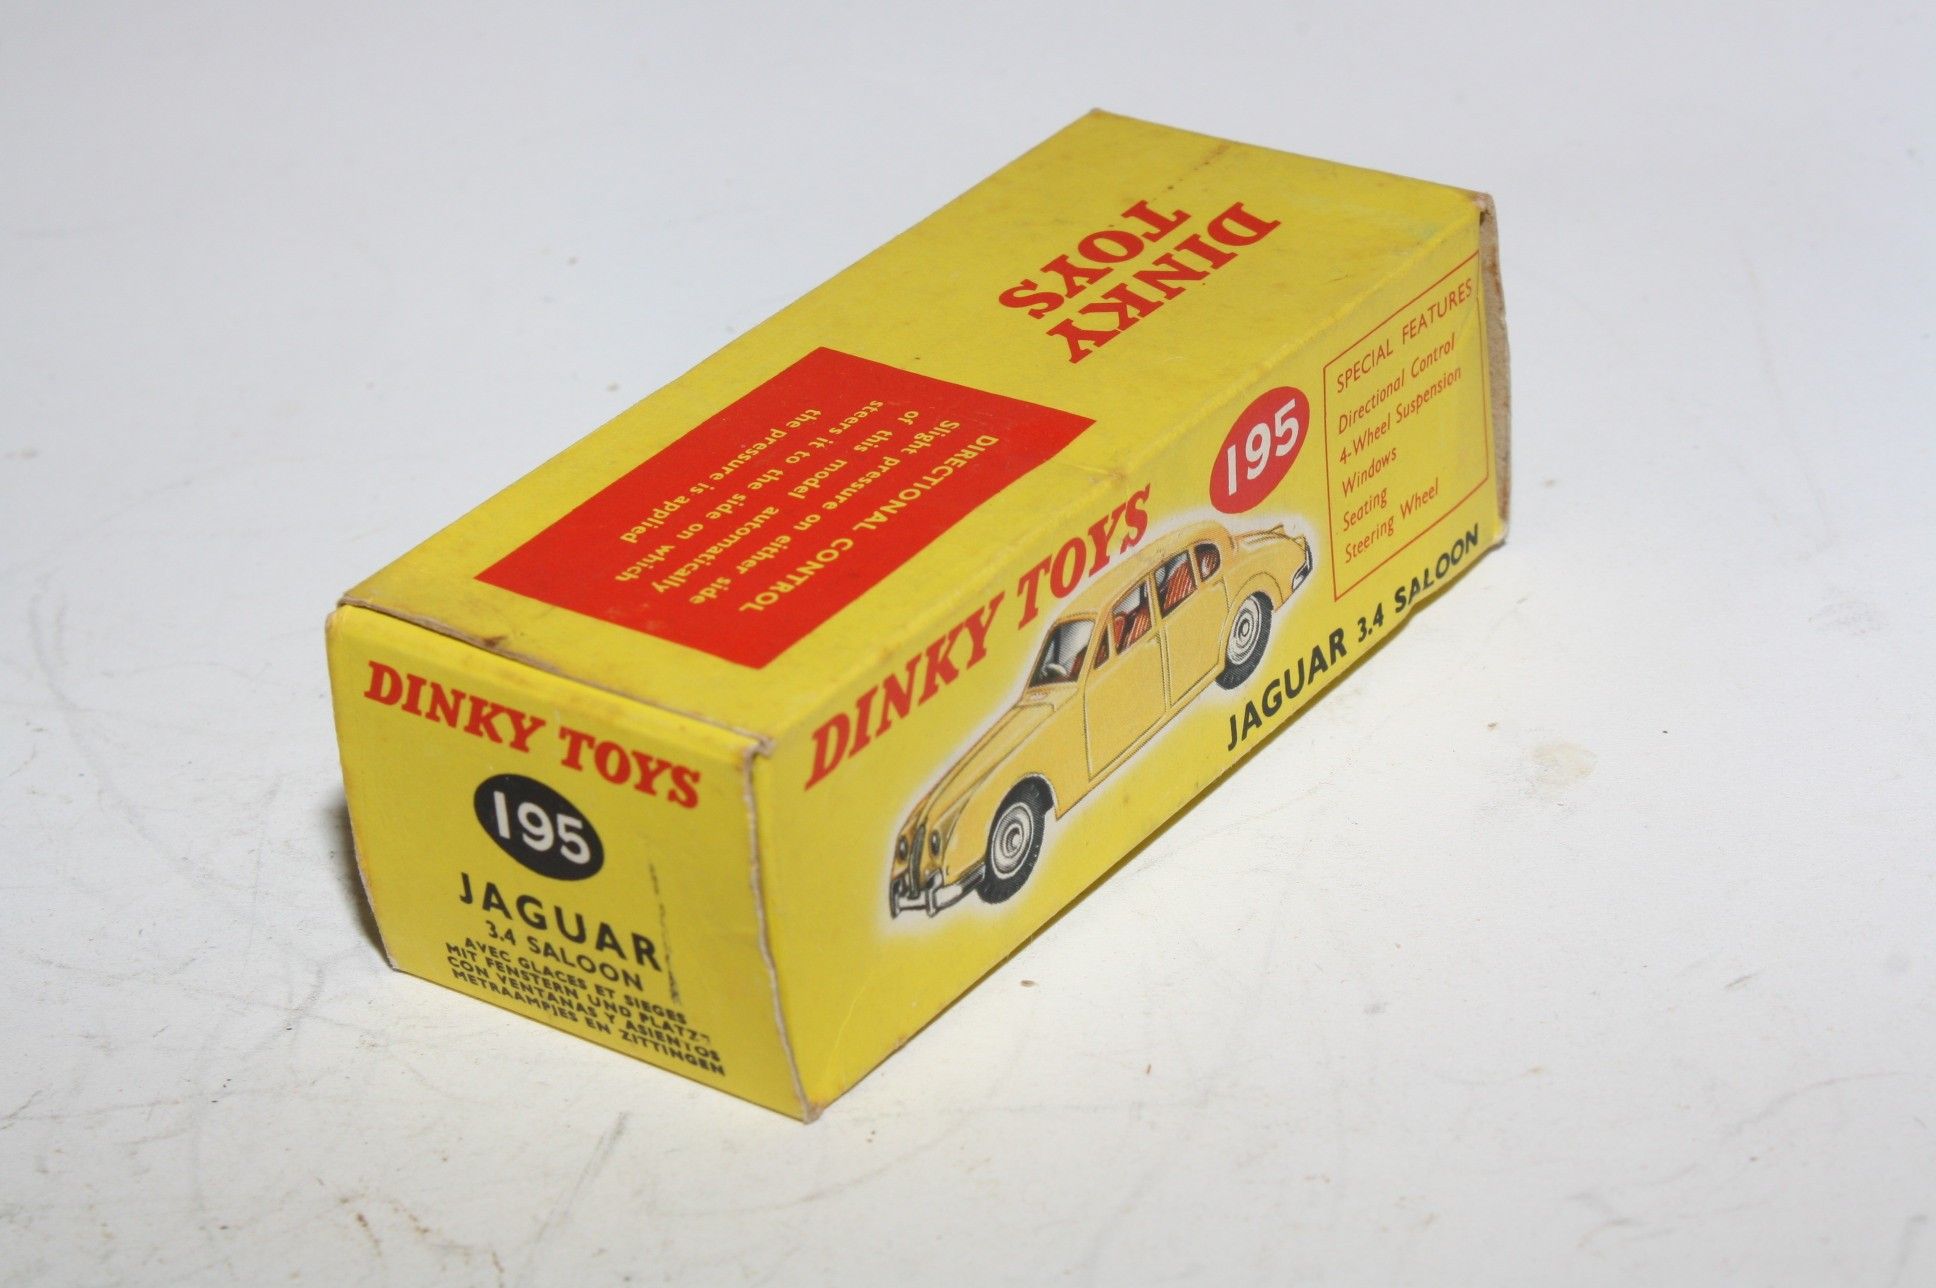 DINKY
TOYS
DIRECTIONAL CONTROL
Slight pressure on either side
of this model automatically
steers it to the side on which
the pressure is applied
DINKY TOYS
195
JAGUAR
3.4 SALOON
AVEC GLACES ET SIEGES
MIT FENSTERN UND PLATZE
CON VENTANAS Y ASIENTOS
METRAAMPJES EN ZITTINGEN
DINKY TOYS
195
JAGUAR 3.4 SALOON
SPECIAL FEATURES
Directional Control
4-Wheel Suspension
Windows
Seating
Steering Wheel